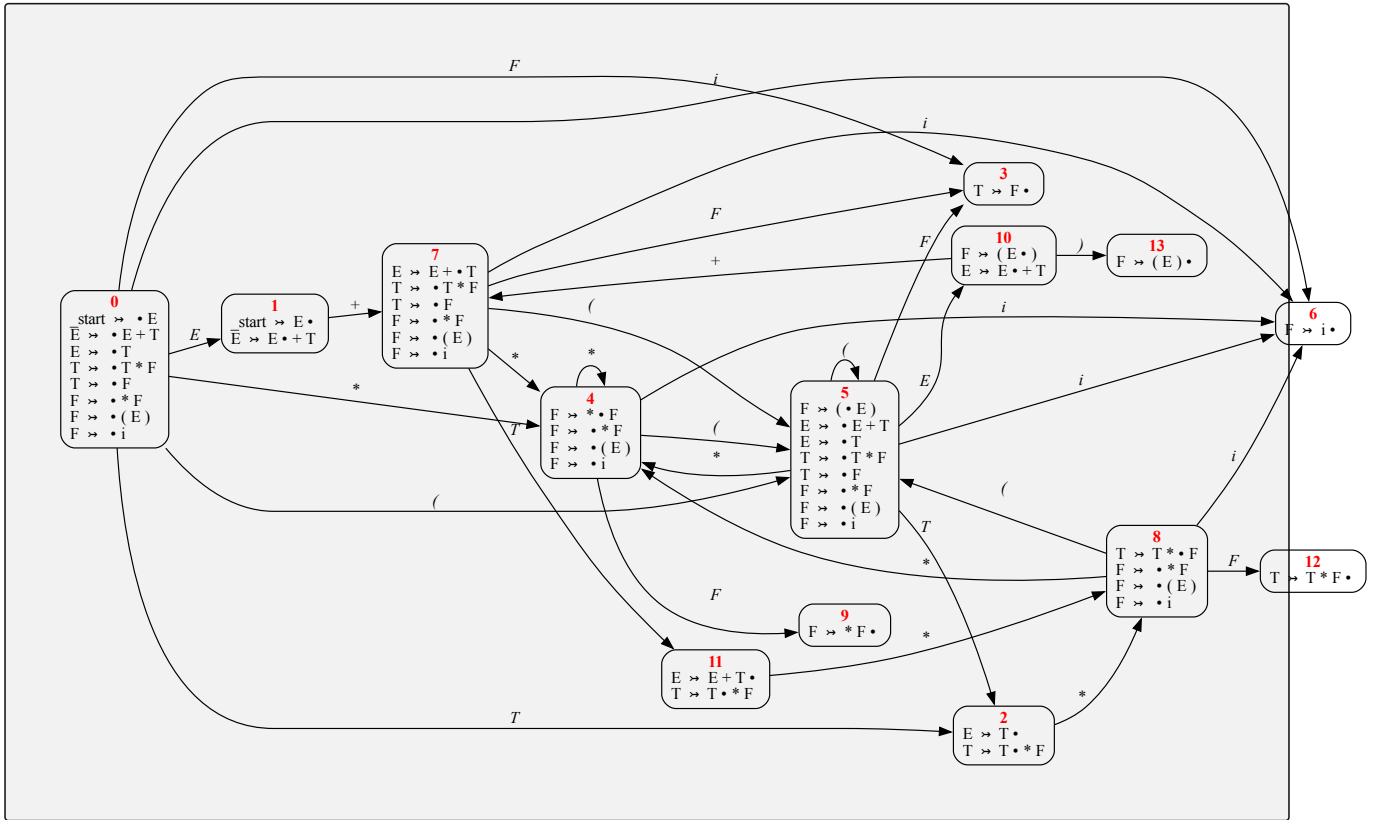 F
i
i
3
T ↣ F •
F
10
F ↣ ( E • )
E ↣ E • + T
)
13
F ↣ ( E ) •
F
+
7
E ↣ E + • T
T ↣ • T * F
T ↣ • F
F ↣ • * F
F ↣ • ( E )
F ↣ • i
0
_start ↣ • E
E ↣ • E + T
E ↣ • T
T ↣ • T * F
T ↣ • F
F ↣ • * F
F ↣ • ( E )
F ↣ • i
E
1
_start ↣ E •
E ↣ E • + T
+
(
i
6
F ↣ i •
*
*
*
4
F ↣ * • F
F ↣ • * F
F ↣ • ( E )
F ↣ • i
(
5
F ↣ ( • E )
E ↣ • E + T
E ↣ • T
T ↣ • T * F
T ↣ • F
F ↣ • * F
F ↣ • ( E )
F ↣ • i
E
i
T
(
*
i
(
(
T
8
T ↣ T * • F
F ↣ • * F
F ↣ • ( E )
F ↣ • i
F
12
T ↣ T * F •
*
F
9
F ↣ * F •
*
11
E ↣ E + T •
T ↣ T • * F
T
2
E ↣ T •
T ↣ T • * F
*